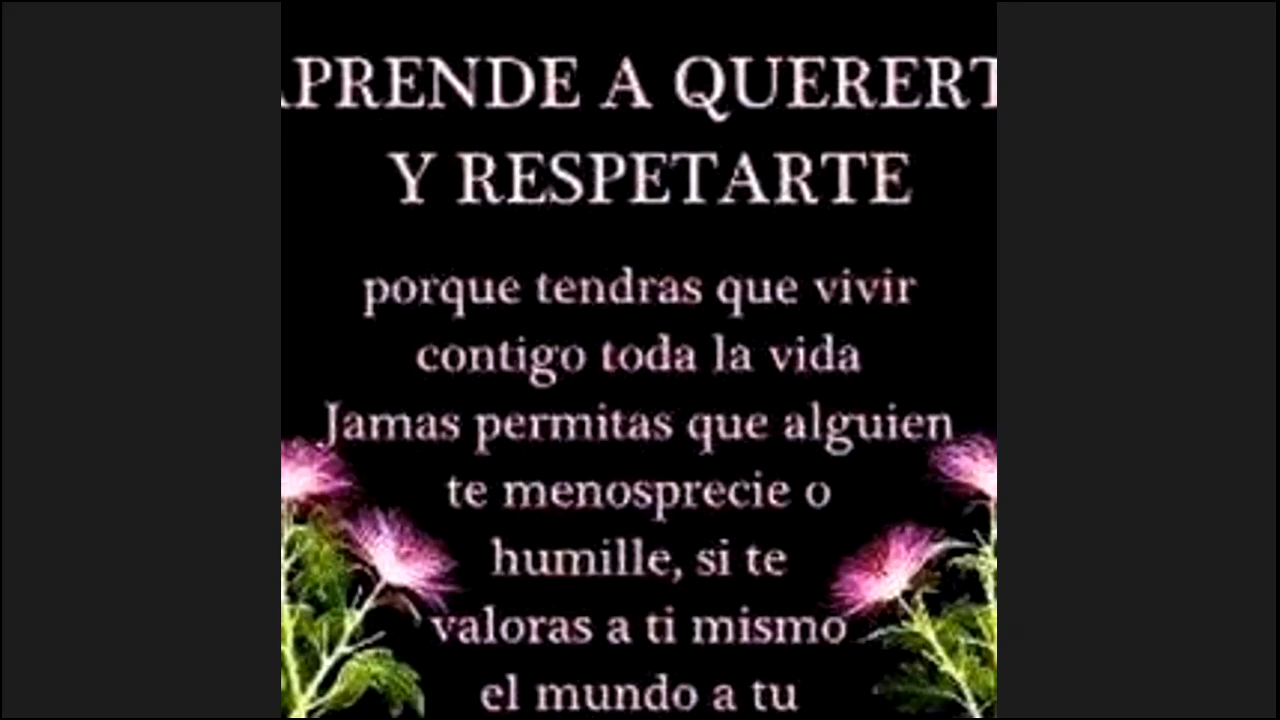 APRENDE A QUERERT
Y RESPETARTE
porque tendras que vivir
contigo toda la vida
Jamas permitas que alguien
te menosprecie o
humille, si te
valoras a ti mismo
el mundo a tu